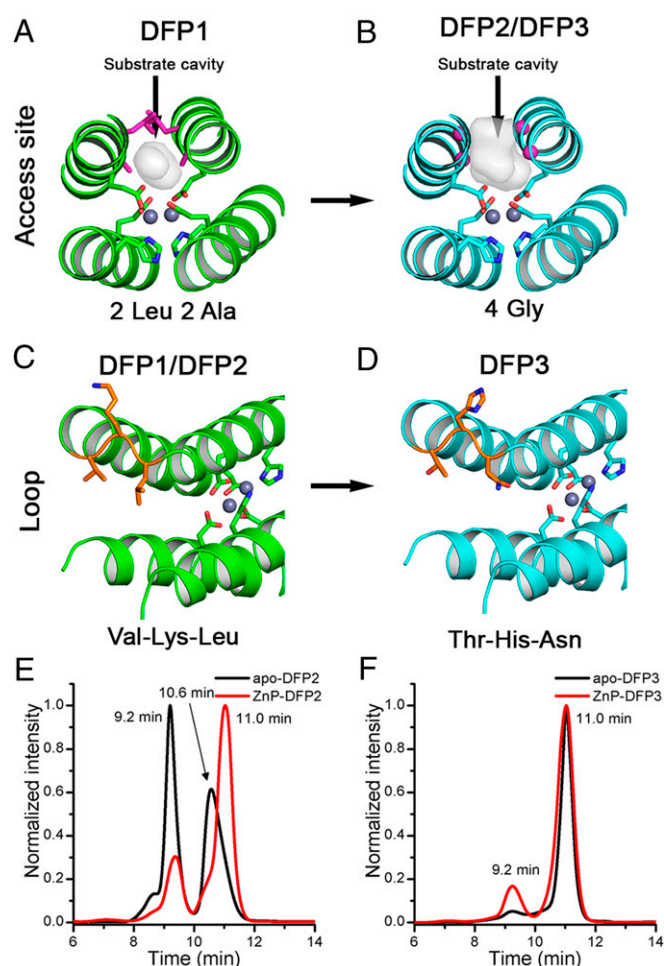 A
DFP1
B
DFP2/DFP3
Substrate cavity
Substrate cavity
Access site
2 Leu 2 Ala
4 Gly
C
DFP1/DFP2
D
DFP3
Loop
Val-Lys-Leu
Thr-His-Asn
E
10.6 min
apo-DFP2
ZnP-DFP2
9.2 min
11.0 min
Normalized intensity
1.0
0.8
0.6
0.4
0.2
0.0
6
8
10
12
14
Time (min)
F
apo-DFP3
ZnP-DFP3
11.0 min
9.2 min
Normalized intensity
1.0
0.8
0.6
0.4
0.2
0.0
6
8
10
12
14
Time (min)